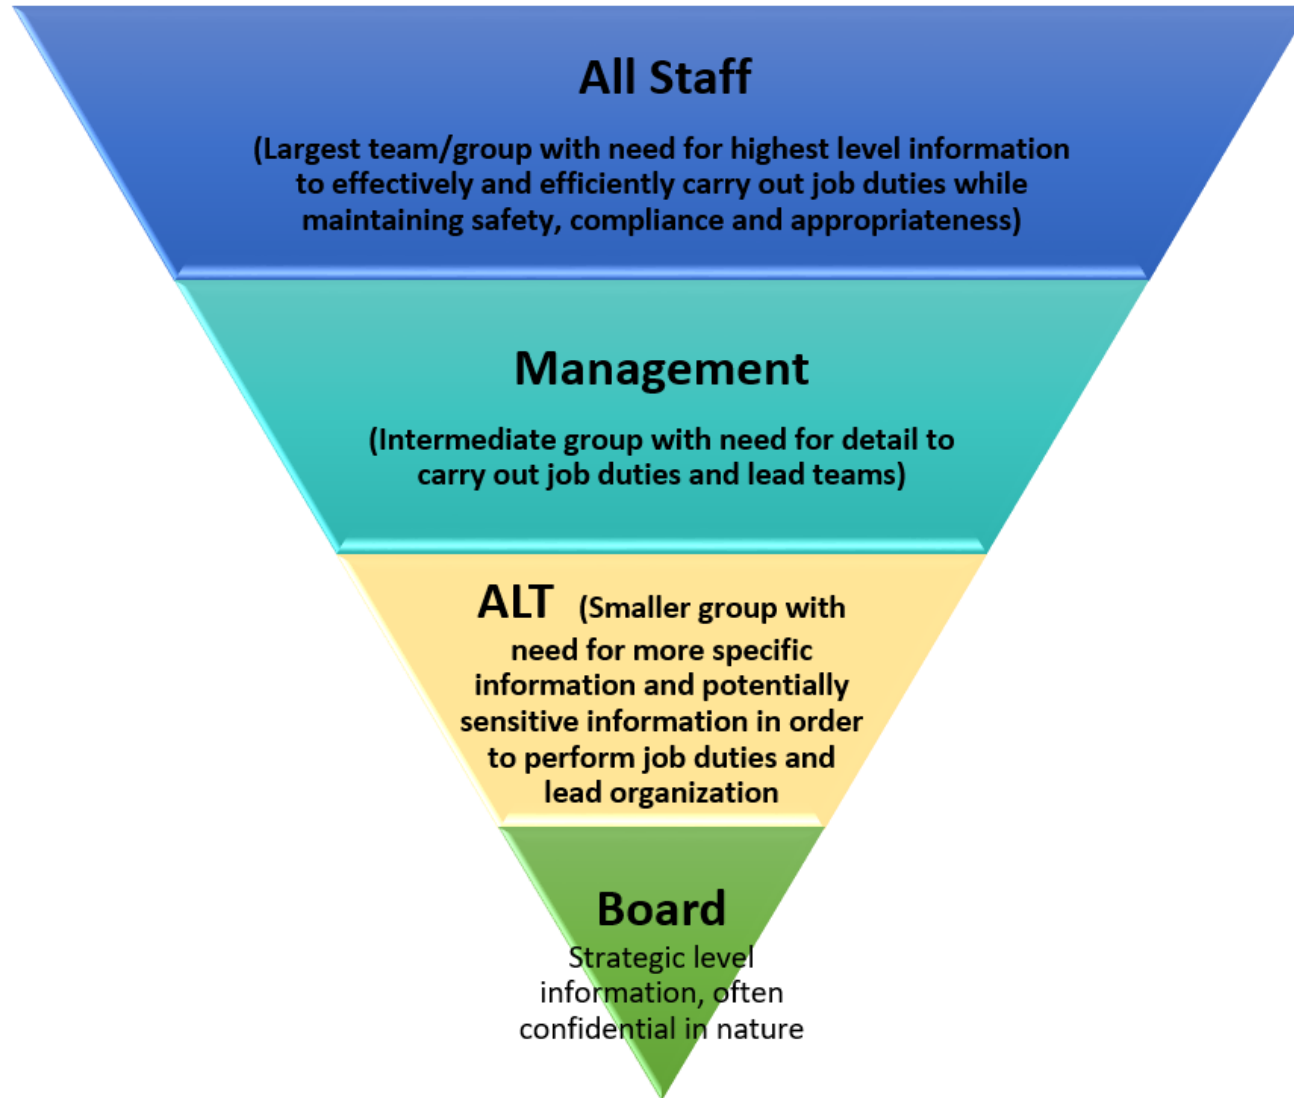 All Staff
(Largest team/group with need for highest level information
to effectively and efficiently carry out job duties while
maintaining safety, compliance and appropriateness)
Management
(Intermediate group with need for detail to
carry out job duties and lead teams)
ALT (Smaller group with
need for more specific
information and potentially
sensitive information in order
to perform job duties and
lead organization
Board
Strategic level
information, often
confidential in nature